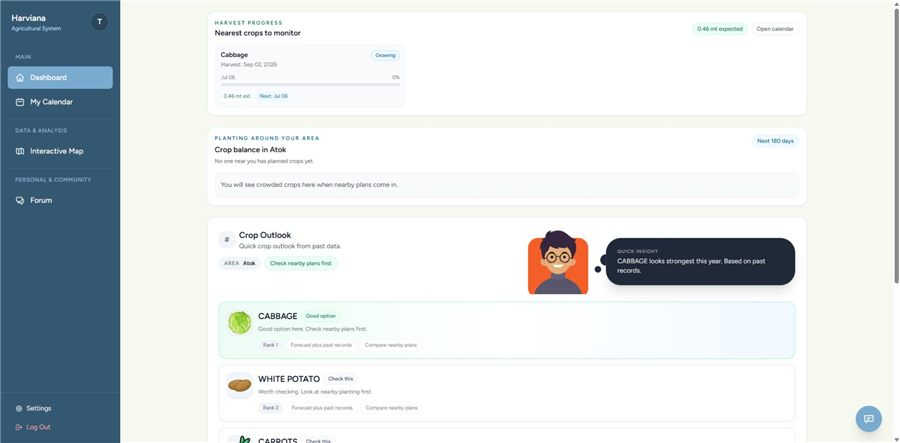 Harviana
Agricultural System
T
MAIN
Dashboard
My Calendar
DATA & ANALYSIS
Interactive Map
PERSONAL & COMMUNITY
Forum
Settings
Log Out
HARVEST PROGRESS
Nearest crops to monitor
0.46 mt expected
Open calendar
Cabbage
Growing
Harvest: Sep 02, 2026
Jul 06
0%
0.46 mt est.
Next: Jul 06
PLANTING AROUND YOUR AREA
Crop balance in Atok
Next 180 days
No one near you has planned crops yet.
You will see crowded crops here when nearby plans come in.
#
Crop Outlook
Quick crop outlook from past data.
AREA Atok
Check nearby plans first
QUICK INSIGHT
CABBAGE looks strongest this year. Based on past
records.
CABBAGE
Good option
Good option here. Check nearby plans first.
Rank 1
Forecast plus past records
Compare nearby plans
WHITE POTATO
Check this
Worth checking. Look at nearby planting first.
Rank 2
Forecast plus past records
Compare nearby plans
CARROTS
Check this